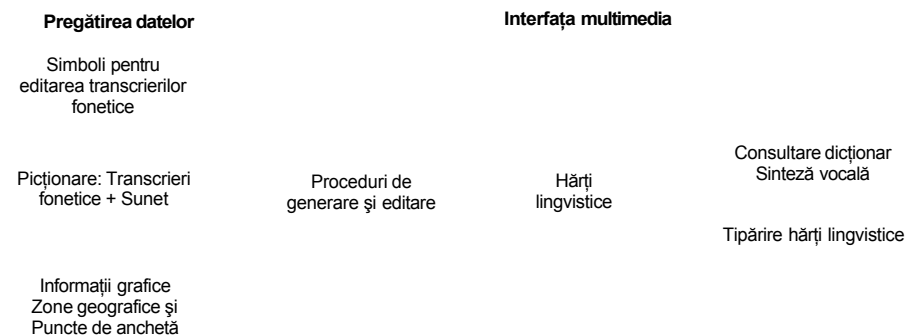 Pregătirea datelor
Interfața multimedia
Simboli pentru
editarea transcrierilor
fonetice
Picționare: Transcrieri
fonetice + Sunet
Proceduri de
generare şi editare
Hărți
lingvistice
Consultare dicționar
Sinteză vocală
Tipărire hărți lingvistice
Informații grafice
Zone geografice şi
Puncte de anchetă